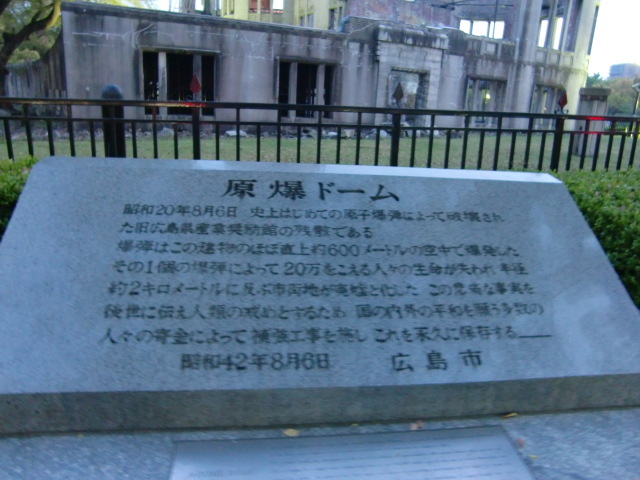 原爆ドーム
昭和20年8月6日 史上はじめての原子爆弾によって破壊され
た旧広島県産業奨励館の残骸である
爆弾はこの建物のほぼ直上約600メートルの空中で爆発した
その1個の爆弾によって20万をこえる人々の生命が失われ 半径
約2キロメートルに及ぶ市街地が廃墟と化した この悲痛な事実を
後世に伝え人類の戒めとするため 国の内外の平和を願う多数の
人々の基金によって補強工事を施し これを永久に保存する
昭和42年8月6日 広島市